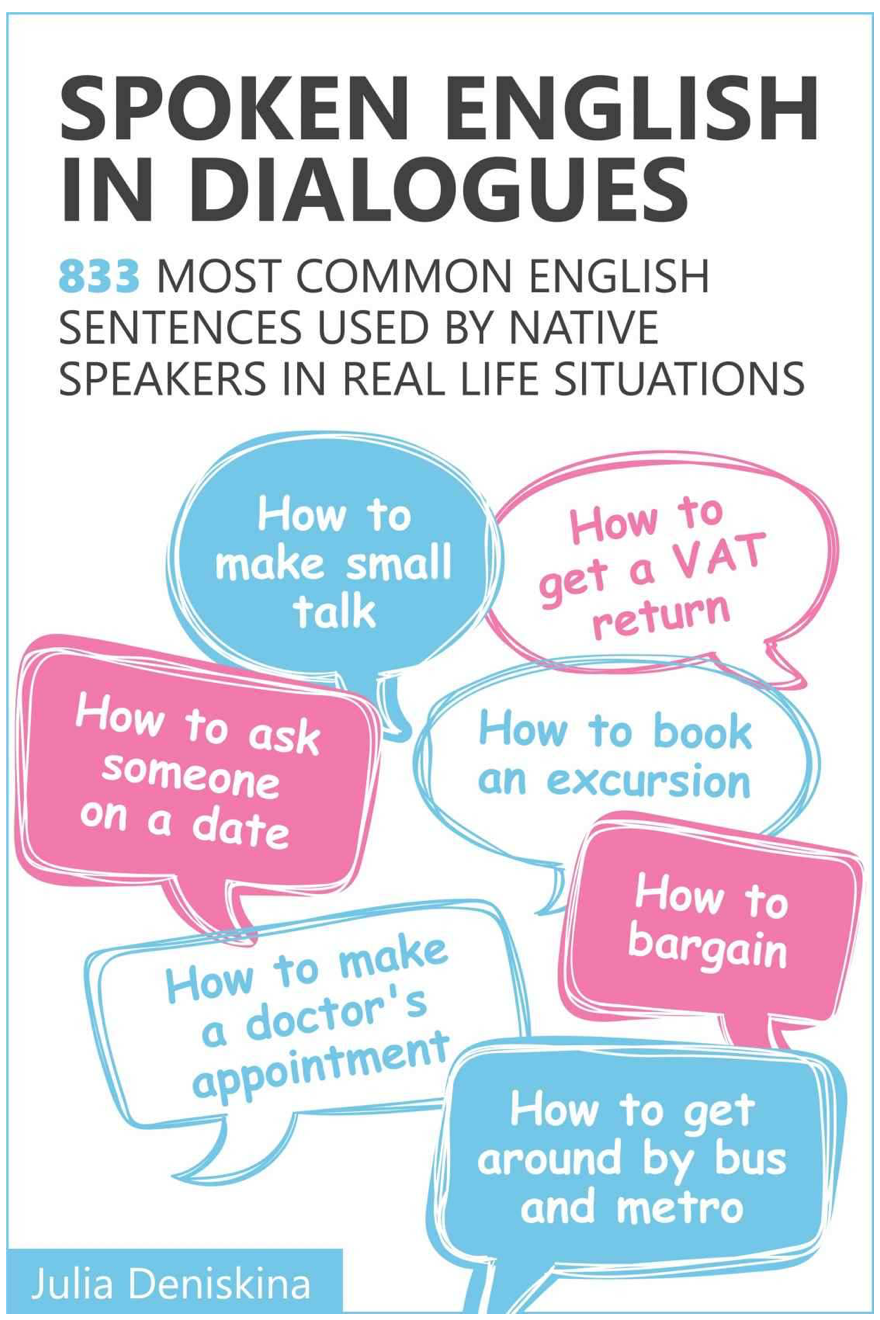 SPOKEN ENGLISH
IN DIALOGUES
833 MOST COMMON ENGLISH
SENTENCES USED BY NATIVE
SPEAKERS IN REAL LIFE SITUATIONS
How to
make small
talk
How to
get a VAT
return
How to ask
someone
on a date
How to book
an excursion
How to
bargain
How to make
a doctor's
appointment
How to get
around by bus
and metro
Julia Deniskina